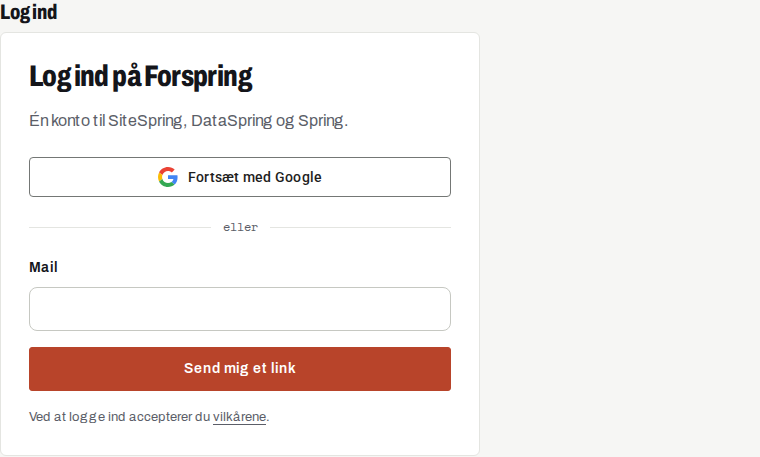 Log ind
Log ind på Forspring
Én konto til SiteSpring, DataSpring og Spring.
Fortsæt med Google
eller
Mail
Send mig et link
Ved at logge ind accepterer du vilkårene.